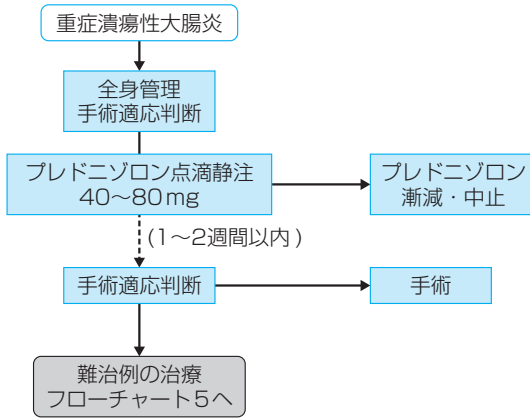 重症潰瘍性大腸炎
全身管理
手術適応判断
プレドニゾロン点滴静注
40〜80mg
プレドニゾロン
漸減・中止
(1〜2週間以内)
手術適応判断
手術
難治例の治療
フローチャート5へ